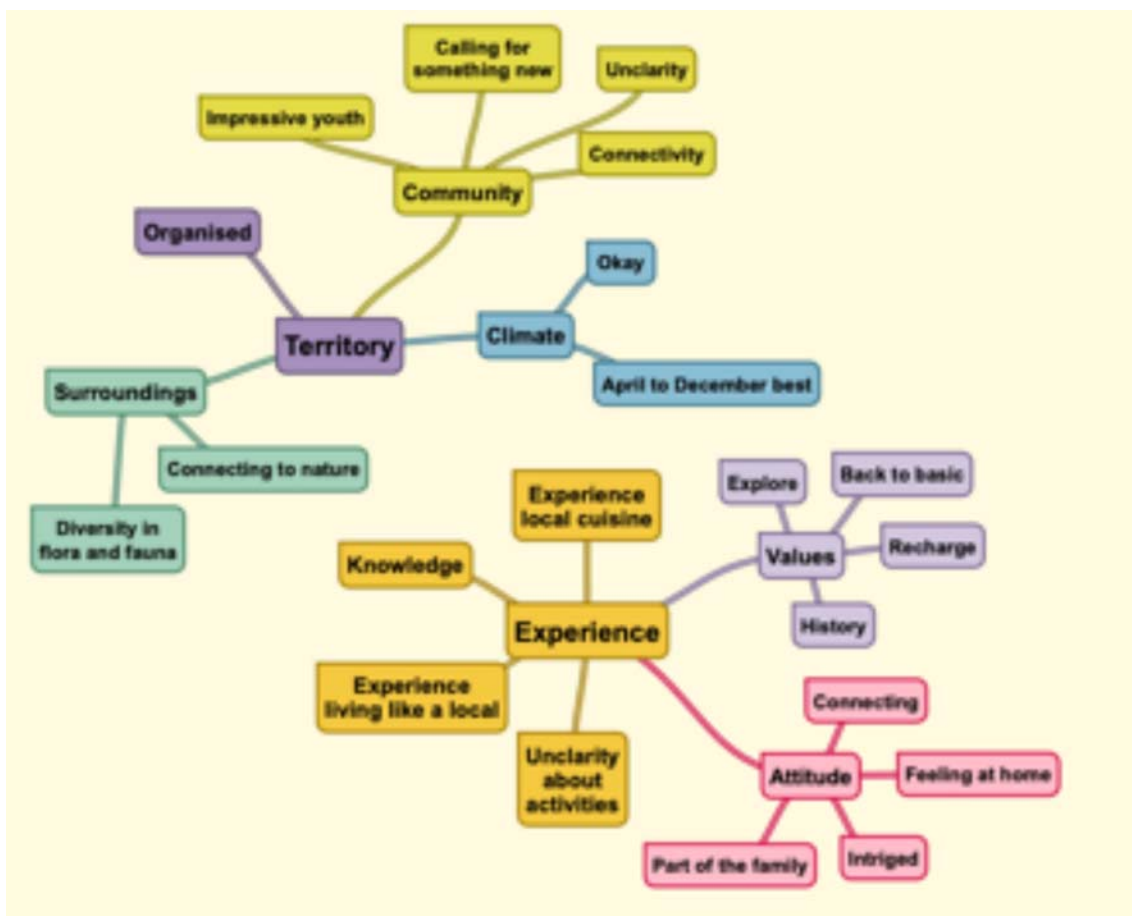 Calling for
something new
Unclarity
Impressive youth
Connectivity
Community
Organised
Okay
Territory
Climate
April to December best
Surroundings
Connecting to nature
Diversity in
flora and fauna
Experience
local cuisine
Explore
Back to basic
Knowledge
Values
Recharge
Experience
History
Experience
living like a local
Unclarity
about
activities
Connecting
Attitude
Feeling at home
Part of the family
Intriged